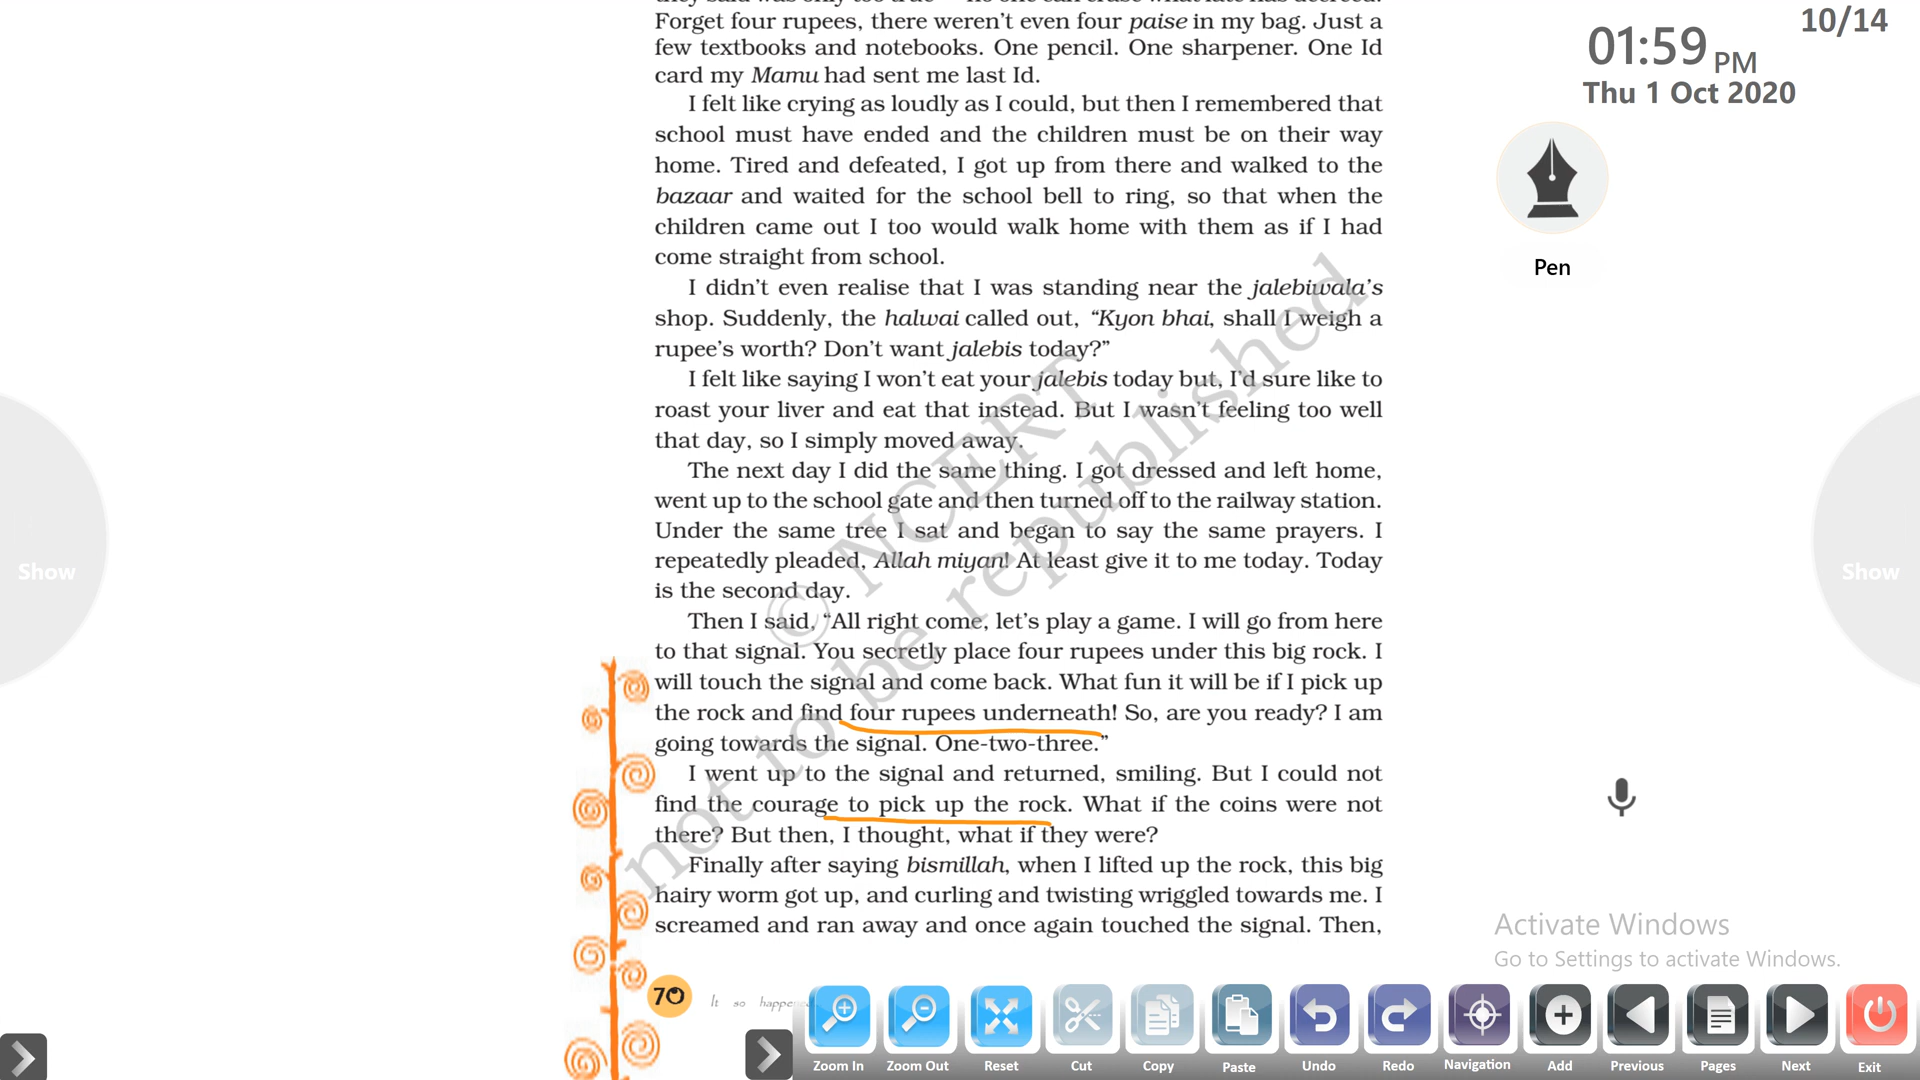 Forget four rupees, there weren't even four paise in my bag. Just a
few textbooks and notebooks. One pencil. One sharpener. One Id
card my Mamu had sent me last Id.
I felt like crying as loudly as I could, but then I remembered that
school must have ended and the children must be on their way
home. Tired and defeated, I got up from there and walked to the
bazaar and waited for the school bell to ring, so that when the
children came out I too would walk home with them as if I had
come straight from school.
I didn't even realise that I was standing near the jalebiwala's
shop. Suddenly, the halwai called out, “Kyon bhai, shall I weigh a
rupee's worth? Don't want jalebis today?”
I felt like saying I won't eat your jalebis today but, I'd sure like to
roast your liver and eat that instead. But I wasn't feeling too well
that day, so I simply moved away.
The next day I did the same thing. I got dressed and left home,
went up to the school gate and then turned off to the railway station.
Under the same tree I sat and began to say the same prayers. I
repeatedly pleaded, Allah miyan! At least give it to me today. Today
is the second day.
Then I said, “All right come, let's play a game. I will go from here
to that signal. You secretly place four rupees under this big rock. I
will touch the signal and come back. What fun it will be if I pick up
the rock and find four rupees underneath! So, are you ready? I am
going towards the signal. One-two-three.”
I went up to the signal and returned, smiling. But I could not
find the courage to pick up the rock. What if the coins were not
there? But then, I thought, what if they were?
Finally after saying bismillah, when I lifted up the rock, this big
hairy worm got up, and curling and twisting wriggled towards me. I
screamed and ran away and once again touched the signal. Then,
© NCERT
not to be republished
70 It so happened
10/14
01:59 PM
Thu 1 Oct 2020
Pen
Show
Show
Activate Windows
Go to Settings to activate Windows.
Zoom In Zoom Out Reset Cut Copy Paste Undo Redo Navigation Add Previous Pages Next Exit